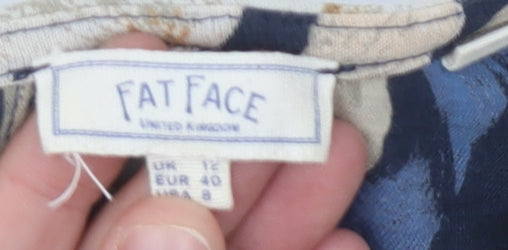 FAT FACE
UNITED KINGDOM
UK 12
EUR 40
USA 8